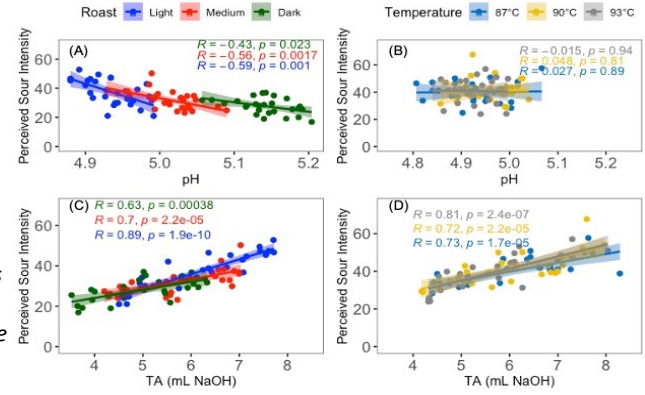 Roast Light Medium Dark
Temperature 87°C 90°C 93°C
(A)
R = −0.43, p = 0.023
R = −0.56, p = 0.0017
R = −0.59, p = 0.001
Perceived Sour Intensity
60
40
20
0
4.9 5.0 5.1 5.2
pH
(B)
R = −0.015, p = 0.94
R = 0.048, p = 0.81
R = 0.027, p = 0.89
Perceived Sour Intensity
60
40
20
0
4.8 4.9 5.0 5.1 5.2
pH
(C)
R = 0.63, p = 0.00038
R = 0.7, p = 2.2e-05
R = 0.89, p = 1.9e-10
Perceived Sour Intensity
60
40
20
0
4 5 6 7 8
TA (mL NaOH)
(D)
R = 0.81, p = 2.4e-07
R = 0.72, p = 2.2e-05
R = 0.73, p = 1.7e-05
Perceived Sour Intensity
60
40
20
0
4 5 6 7 8
TA (mL NaOH)